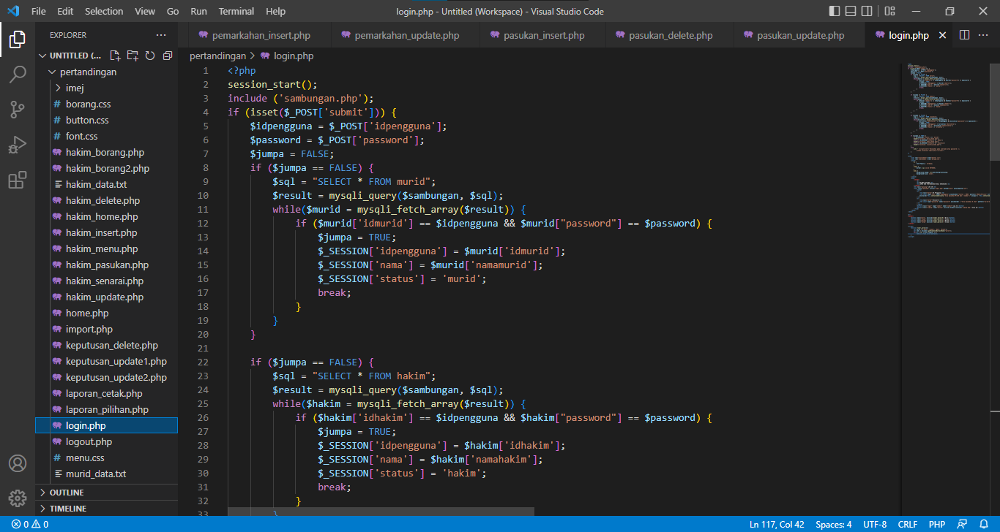 File Edit Selection View Go Run Terminal Help login.php - Untitled (Workspace) - Visual Studio Code
EXPLORER
UNTITLED (...
pertandingan
imej
borang.css
button.css
font.css
hakim_borang.php
hakim_borang2.php
hakim_data.txt
hakim_delete.php
hakim_home.php
hakim_insert.php
hakim_menu.php
hakim_pasukan.php
hakim_senarai.php
hakim_update.php
home.php
import.php
keputusan_delete.php
keputusan_update1.php
keputusan_update2.php
laporan_cetak.php
laporan_pilihan.php
login.php
logout.php
menu.css
murid_data.txt
OUTLINE
TIMELINE
pemarkahan_insert.php pemarkahan_update.php pasukan_insert.php pasukan_delete.php pasukan_update.php login.php
pertandingan > login.php
1 <?php
2 session_start();
3 include ('sambungan.php');
4 if (isset($_POST['submit'])) {
5 $idpengguna = $_POST['idpengguna'];
6 $password = $_POST['password'];
7 $jumpa = FALSE;
8 if ($jumpa == FALSE) {
9 $sql = "SELECT * FROM murid";
10 $result = mysqli_query($sambungan, $sql);
11 while($murid = mysqli_fetch_array($result)) {
12 if ($murid['idmurid'] == $idpengguna && $murid["password"] == $password) {
13 $jumpa = TRUE;
14 $_SESSION['idpengguna'] = $murid['idmurid'];
15 $_SESSION['nama'] = $murid['namamurid'];
16 $_SESSION['status'] = 'murid';
17 break;
18 }
19 }
20 }
21
22 if ($jumpa == FALSE) {
23 $sql = "SELECT * FROM hakim";
24 $result = mysqli_query($sambungan, $sql);
25 while($hakim = mysqli_fetch_array($result)) {
26 if ($hakim['idhakim'] == $idpengguna && $hakim["password"] == $password) {
27 $jumpa = TRUE;
28 $_SESSION['idpengguna'] = $hakim['idhakim'];
29 $_SESSION['nama'] = $hakim['namahakim'];
30 $_SESSION['status'] = 'hakim';
31 break;
32 }
33 }
0 0 Ln 117, Col 42 Spaces: 4 UTF-8 CRLF PHP